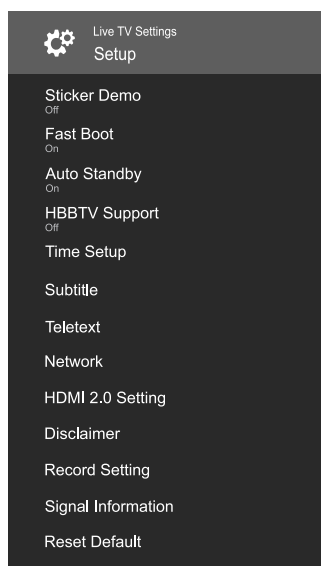 Live TV Settings
Setup
Sticker Demo
Off
Fast Boot
On
Auto Standby
On
HBBTV Support
Off
Time Setup
Subtitle
Teletext
Network
HDMI 2.0 Setting
Disclaimer
Record Setting
Signal Information
Reset Default